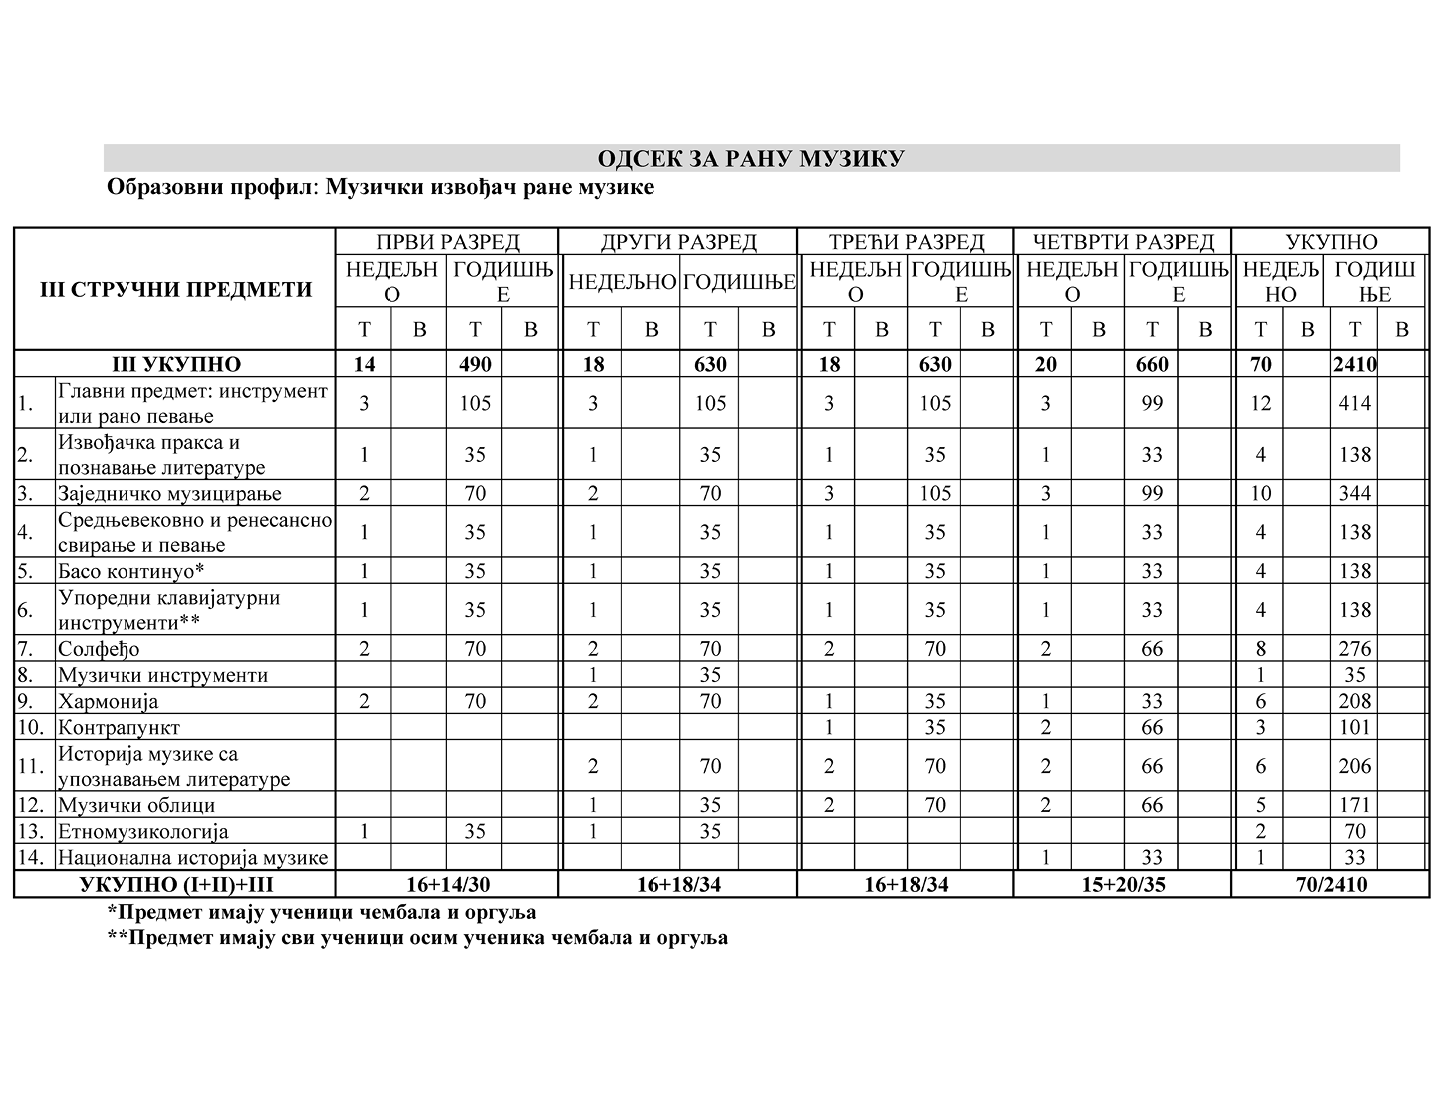 ОДСЕК ЗА РАНУ МУЗИКУ
Образовни профил: Музички извођач ране музике
III СТРУЧНИ ПРЕДМЕТИ ПРВИ РАЗРЕД ДРУГИ РАЗРЕД ТРЕЋИ РАЗРЕД ЧЕТВРТИ РАЗРЕД УКУПНО
НЕДЕЉН ГОДИШЊ НЕДЕЉНО ГОДИШЊЕ НЕДЕЉН ГОДИШЊ НЕДЕЉН ГОДИШЊ НЕДЕЉ ГОДИШ
О Е О Е О Е НО ЊЕ
Т В Т В Т В Т В Т В Т В Т В Т В Т В Т В
III УКУПНО 14 490 18 630 18 630 20 660 70 2410
1. Главни предмет: инструмент
или рано певање 3 105 3 105 3 105 3 99 12 414
2. Извођачка пракса и
познавање литературе 1 35 1 35 1 35 1 33 4 138
3. Заједничко музицирање 2 70 2 70 3 105 3 99 10 344
4. Средњевековно и ренесансно
свирање и певање 1 35 1 35 1 35 1 33 4 138
5. Басо континуо* 1 35 1 35 1 35 1 33 4 138
6. Упоредни клавијатурни
инструменти** 1 35 1 35 1 35 1 33 4 138
7. Солфеђо 2 70 2 70 2 70 2 66 8 276
8. Музички инструменти 1 35 1 35
9. Хармонија 2 70 2 70 1 35 1 33 6 208
10. Контрапункт 1 35 2 66 3 101
11. Историја музике са
упознавањем литературе 2 70 2 70 2 66 6 206
12. Музички облици 1 35 2 70 2 66 5 171
13. Етномузикологија 1 35 1 35 2 70
14. Национална историја музике 1 33 1 33
УКУПНО (I+II)+III 16+14/30 16+18/34 16+18/34 15+20/35 70/2410
*Предмет имају ученици чембала и оргуља
**Предмет имају сви ученици осим ученика чембала и оргуља